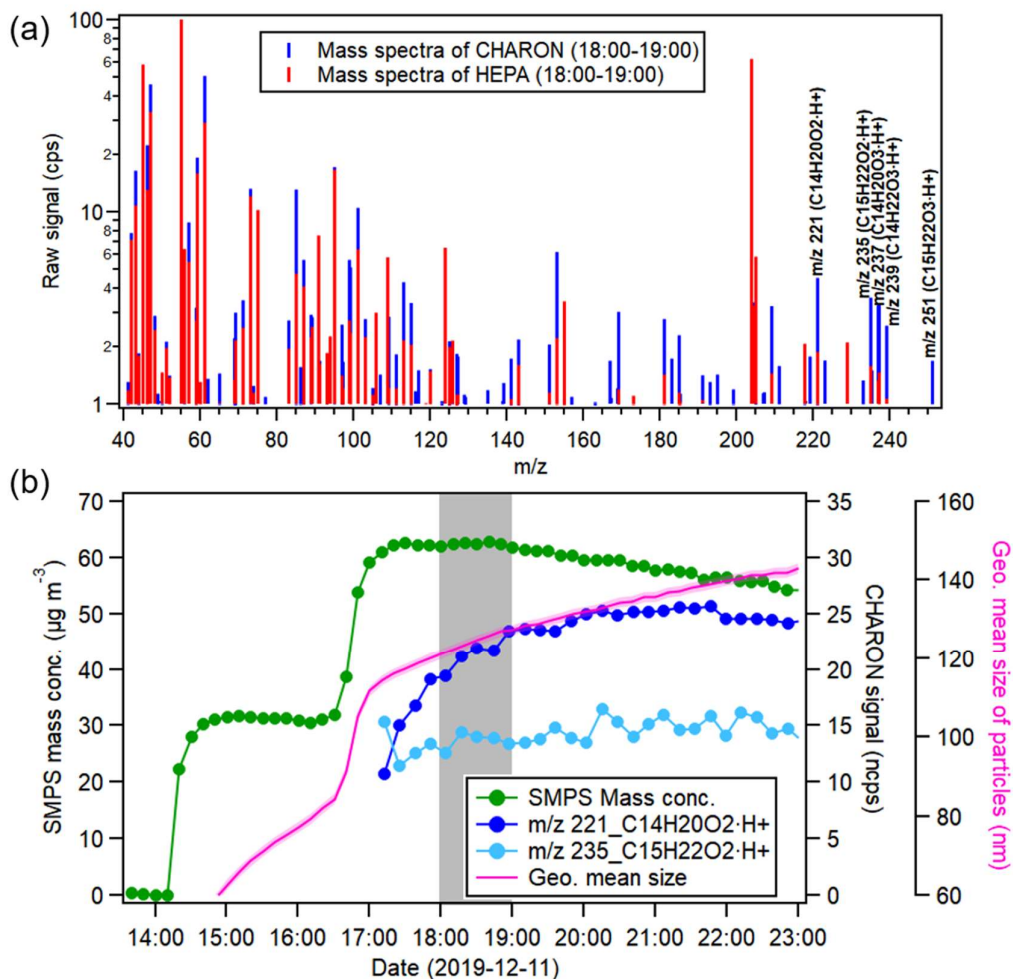 (a)
100
6
4
2
10
8
6
4
2
1
Raw signal (cps)
Mass spectra of CHARON (18:00-19:00)
Mass spectra of HEPA (18:00-19:00)
m/z 221 (C14H20O2·H+)
m/z 235 (C15H22O2·H+)
m/z 237 (C14H20O3·H+)
m/z 239 (C14H22O3·H+)
m/z 251 (C15H22O3·H+)
40 60 80 100 120 140 160 180 200 220 240
m/z
(b)
70
60
50
40
30
20
10
0
SMPS mass conc. (µg m⁻³)
35
30
25
20
15
10
5
0
CHARON signal (ncps)
160
140
120
100
80
60
Geo. mean size of particles (nm)
SMPS Mass conc.
m/z 221_C14H20O2·H+
m/z 235_C15H22O2·H+
Geo. mean size
14:00 15:00 16:00 17:00 18:00 19:00 20:00 21:00 22:00 23:00
Date (2019-12-11)